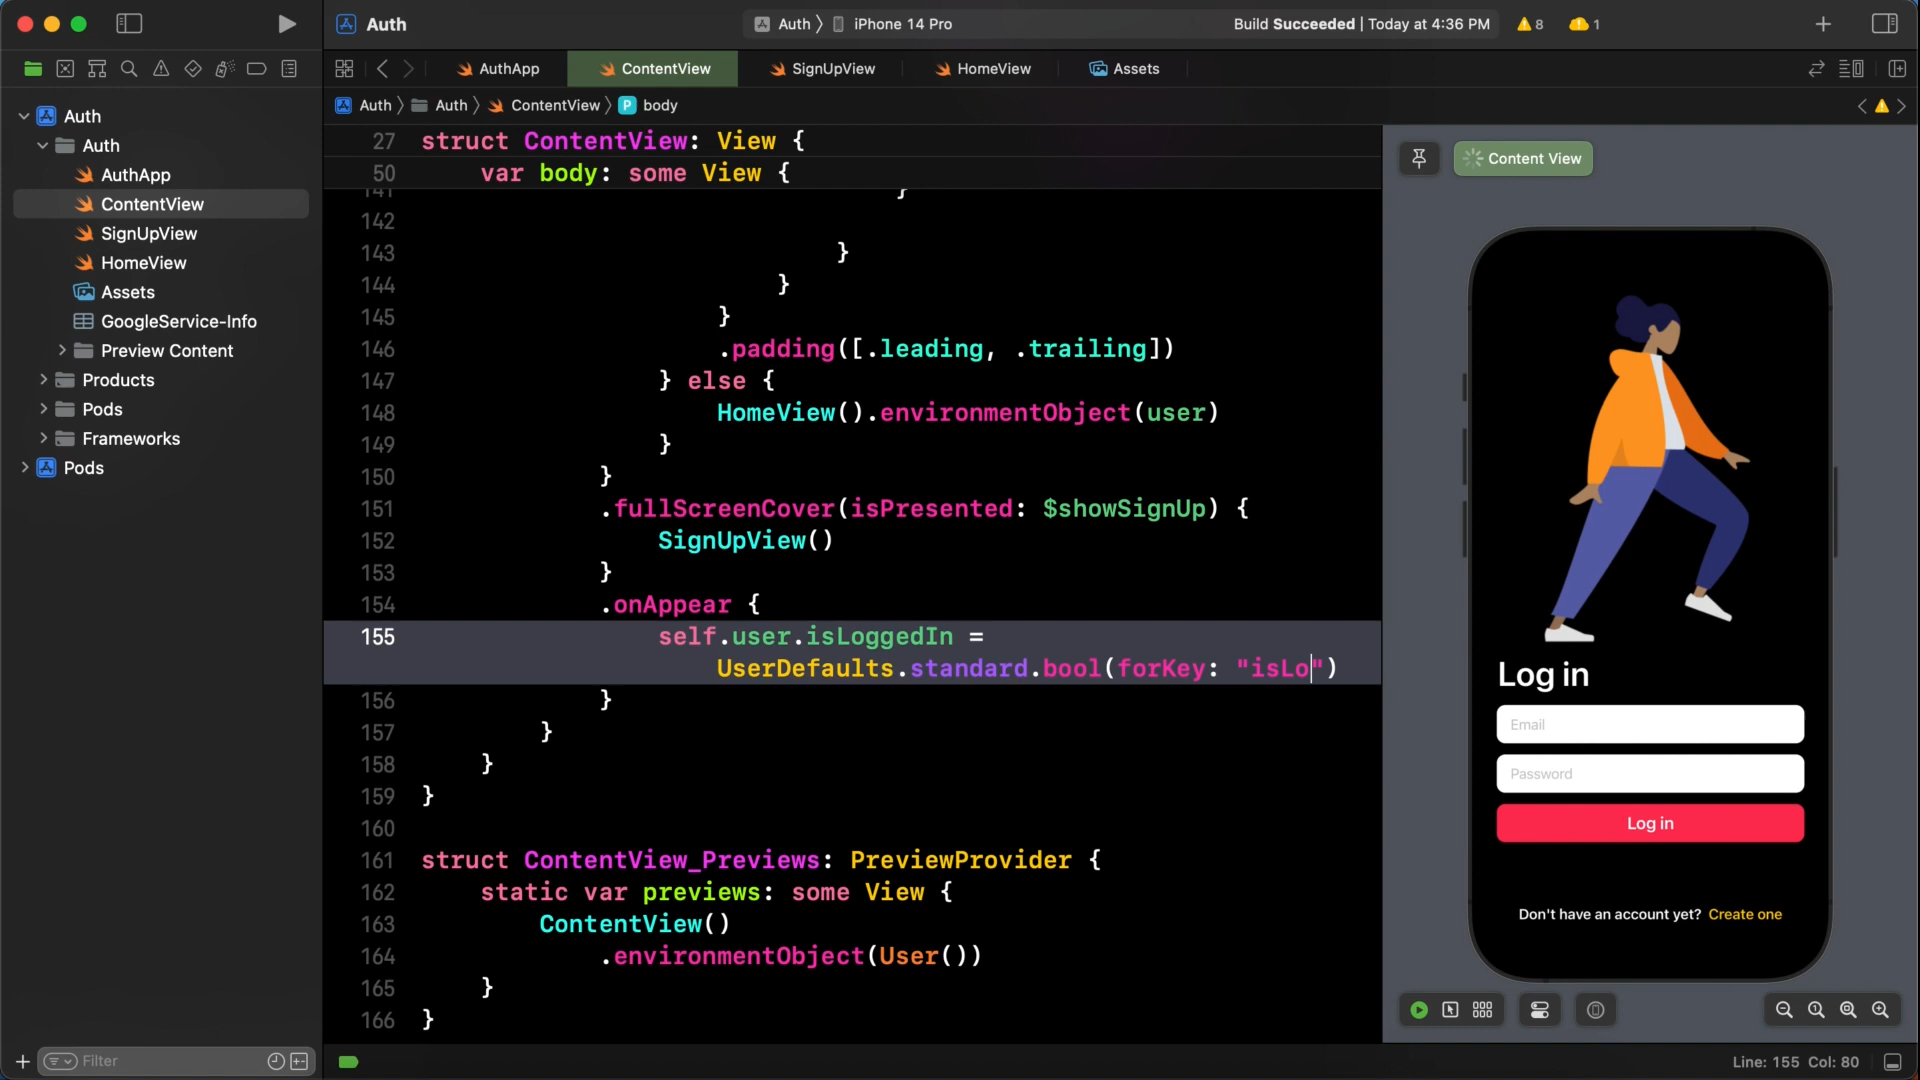 Auth
Auth 〉 iPhone 14 Pro
Build Succeeded | Today at 4:36 PM
8
1
AuthApp
ContentView
SignUpView
HomeView
Assets
Auth 〉 Auth 〉 ContentView 〉 P body
Auth
Auth
AuthApp
ContentView
SignUpView
HomeView
Assets
GoogleService-Info
Preview Content
Products
Pods
Frameworks
Pods
Filter
27 struct ContentView: View {
50 var body: some View {
141 }
142
143 }
144 }
145 }
146 .padding([.leading, .trailing])
147 } else {
148 HomeView().environmentObject(user)
149 }
150 }
151 .fullScreenCover(isPresented: $showSignUp) {
152 SignUpView()
153 }
154 .onAppear {
155 self.user.isLoggedIn =
UserDefaults.standard.bool(forKey: "isLo")
156 }
157 }
158 }
159 }
160
161 struct ContentView_Previews: PreviewProvider {
162 static var previews: some View {
163 ContentView()
164 .environmentObject(User())
165 }
166 }
Content View
Log in
Email
Password
Log in
Don't have an account yet? Create one
Line: 155 Col: 80